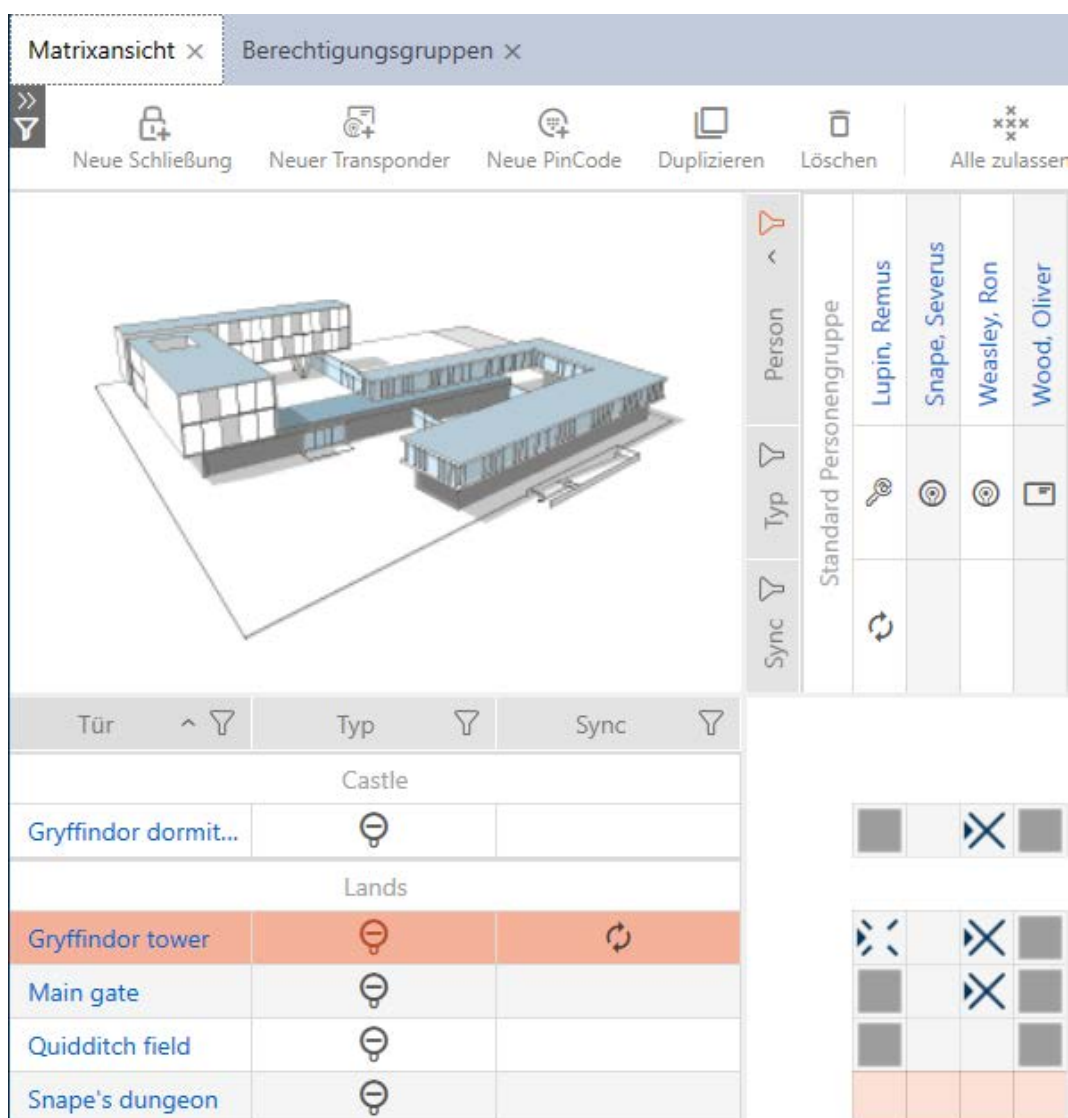 Matrixansicht
Berechtigungsgruppen
Neue Schließung
Neuer Transponder
Neue PinCode
Duplizieren
Löschen
Alle zulassen
Person
Typ
Sync
Standard Personengruppe
Lupin, Remus
Snape, Severus
Weasley, Ron
Wood, Oliver
Tür Typ Sync
Castle
Gryffindor dormit...
Lands
Gryffindor tower
Main gate
Quidditch field
Snape's dungeon